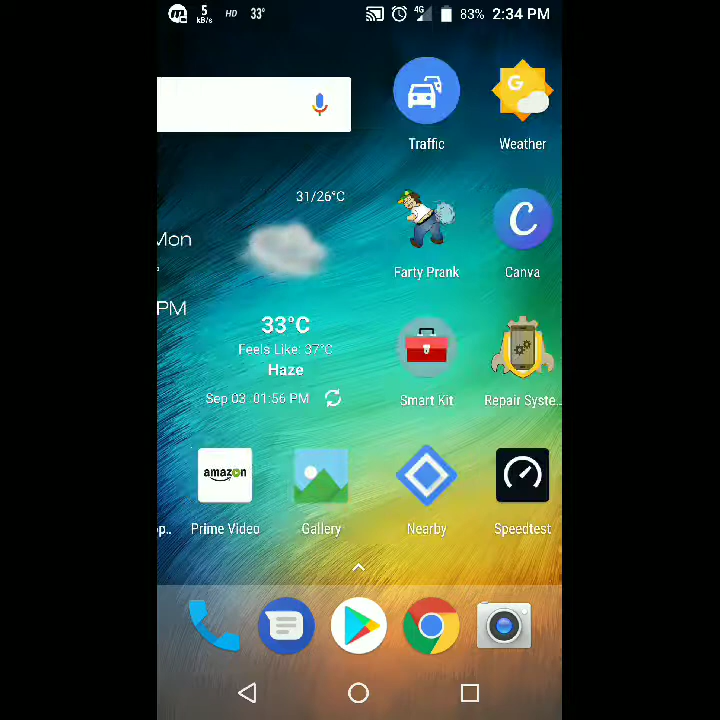 5
kB/s
HD
33°
4G
83%
2:34 PM
G
Traffic
Weather
31/26°C
Mon
PM
Farty Prank
C
Canva
33°C
Feels Like: 37°C
Haze
Sep 03 01:56 PM
Smart Kit
Repair Syste..
amazon
p..
Prime Video
Gallery
Nearby
Speedtest